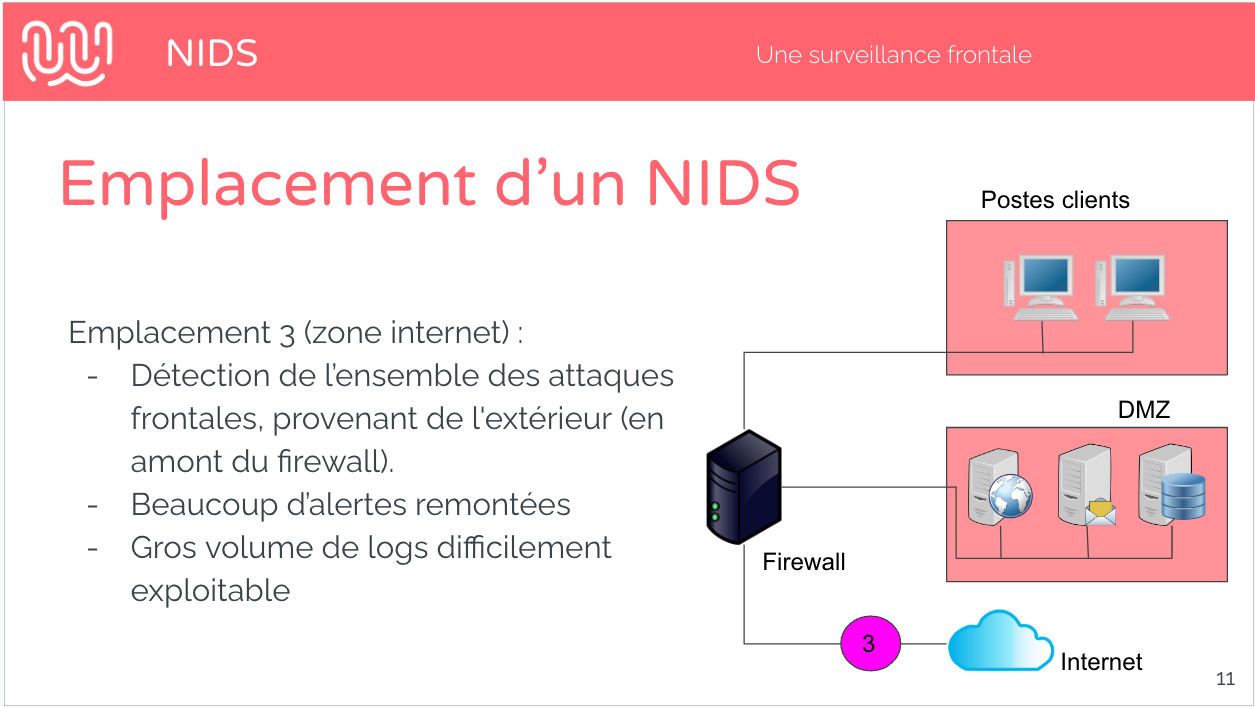 NIDS
Une surveillance frontale
Emplacement d’un NIDS
Emplacement 3 (zone internet) :
- Détection de l’ensemble des attaques
frontales, provenant de l'extérieur (en
amont du firewall).
- Beaucoup d’alertes remontées
- Gros volume de logs difficilement
exploitable
Postes clients
DMZ
Firewall
3
Internet
11